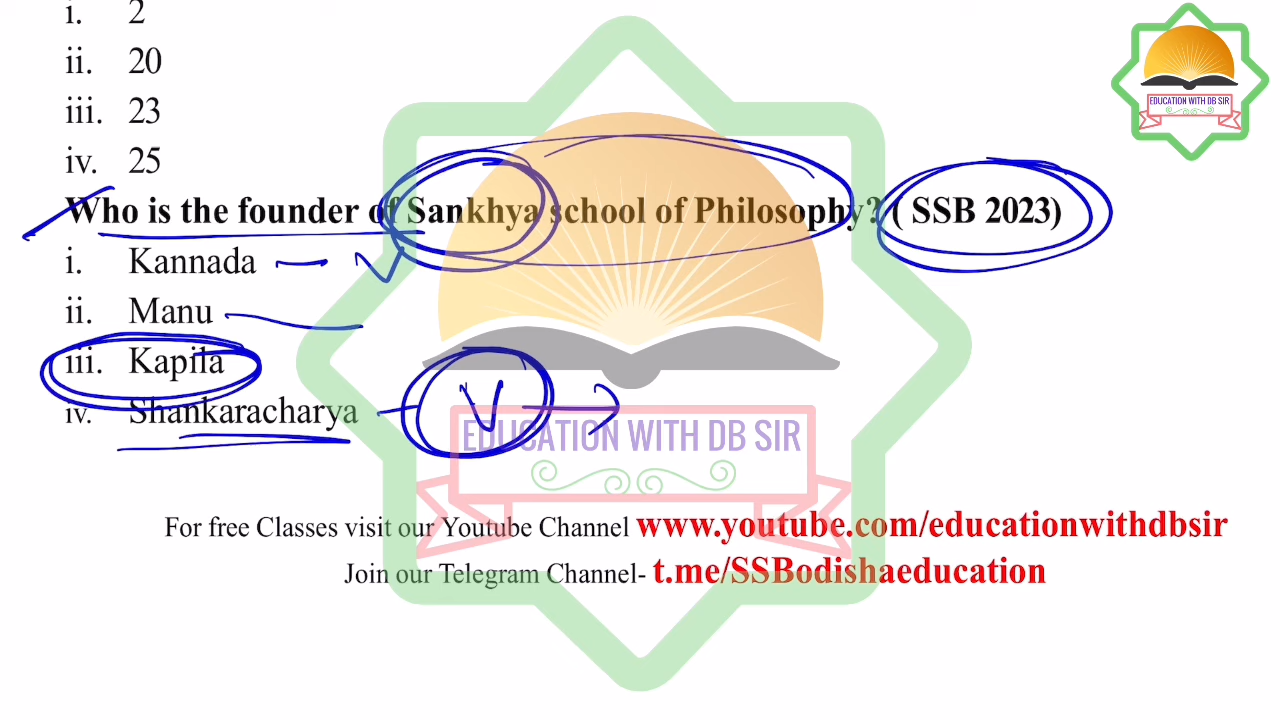 i. 2
ii. 20
iii. 23
iv. 25
Who is the founder of Sankhya school of Philosophy? ( SSB 2023)
i. Kannada - V
ii. Manu
iii. Kapila
iv. Shankaracharya - V
EDUCATION WITH DB SIR
EDUCATION WITH DB SIR
For free Classes visit our Youtube Channel www.youtube.com/educationwithdbsir
Join our Telegram Channel- t.me/SSBodishaeducation